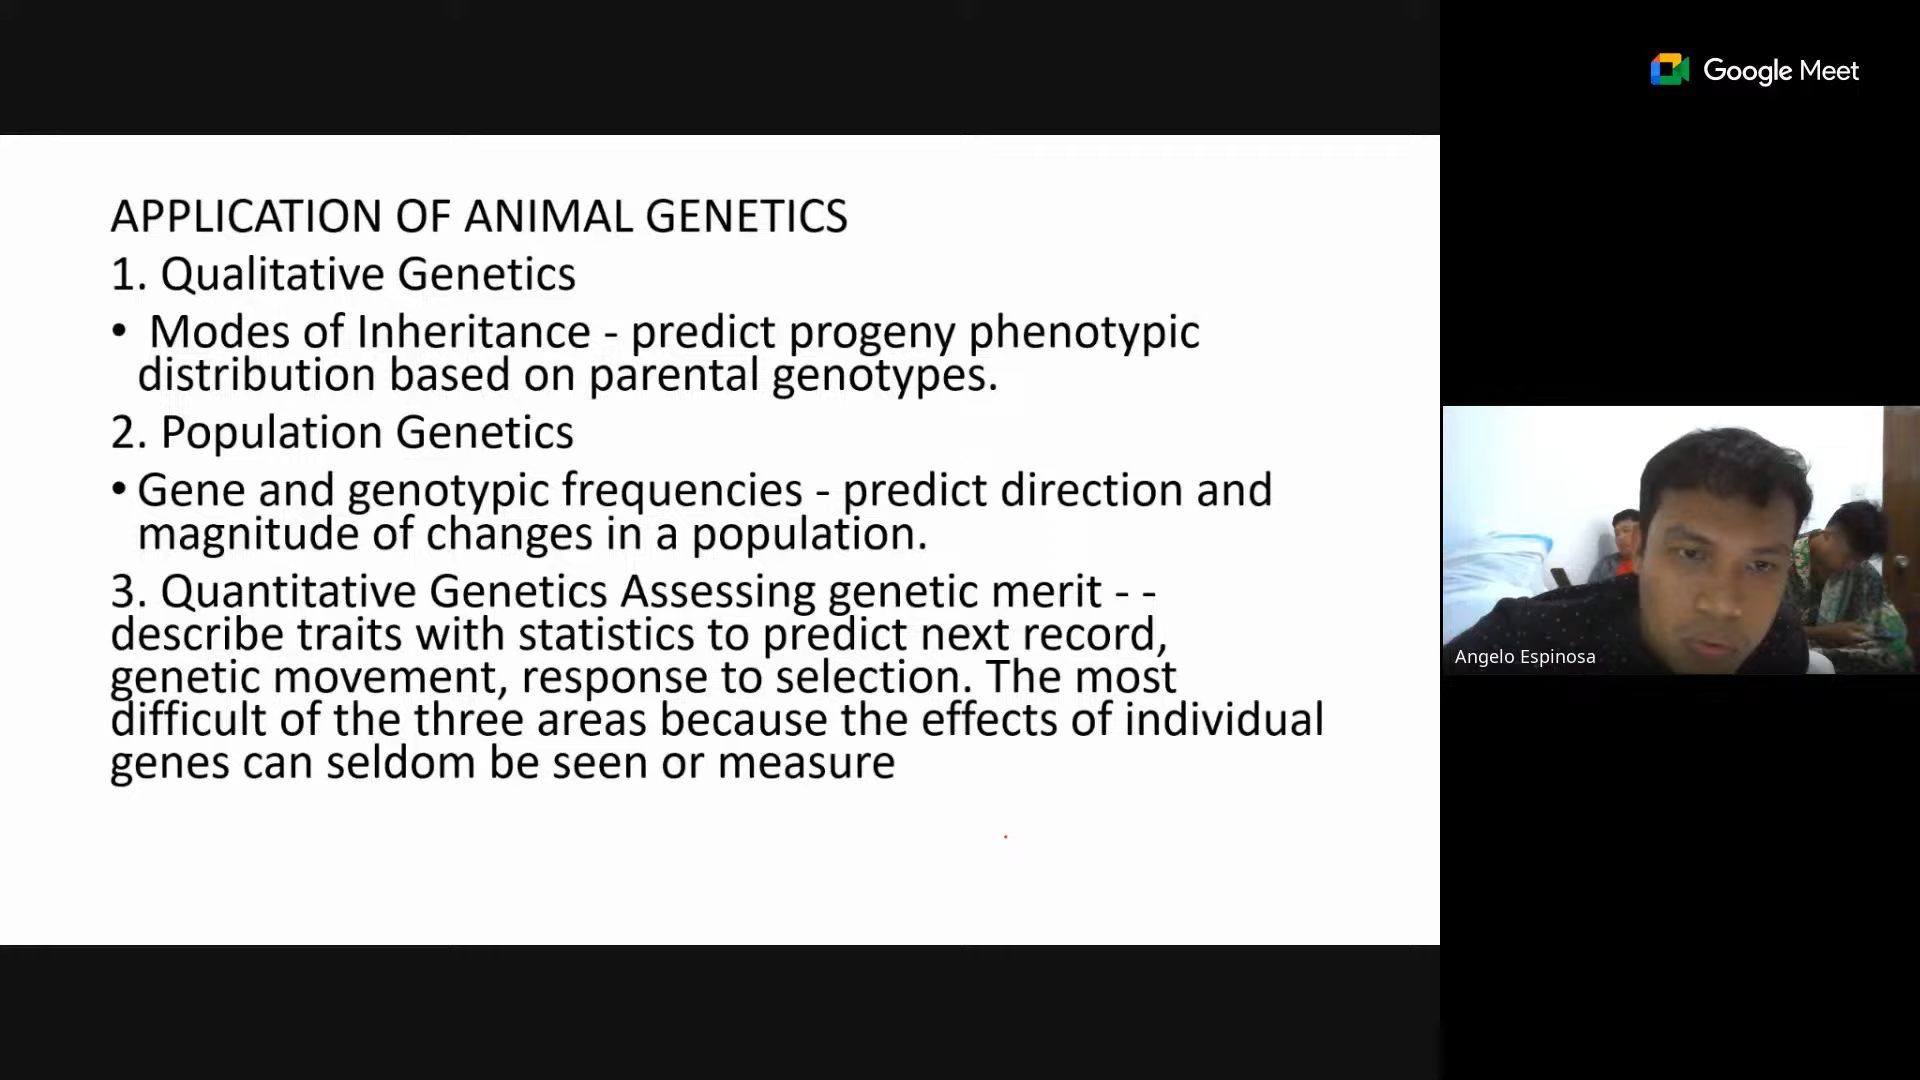 Google Meet
APPLICATION OF ANIMAL GENETICS
1. Qualitative Genetics
• Modes of Inheritance - predict progeny phenotypic
distribution based on parental genotypes.
2. Population Genetics
• Gene and genotypic frequencies - predict direction and
magnitude of changes in a population.
3. Quantitative Genetics Assessing genetic merit - -
describe traits with statistics to predict next record,
genetic movement, response to selection. The most
difficult of the three areas because the effects of individual
genes can seldom be seen or measure
Angelo Espinosa